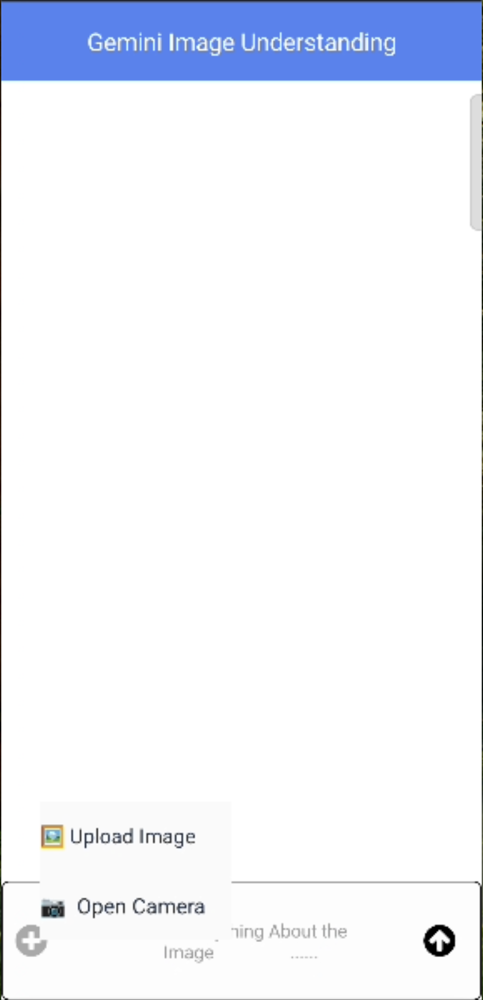 Gemini Image Understanding
Upload Image
Open Camera
About the
Image ......